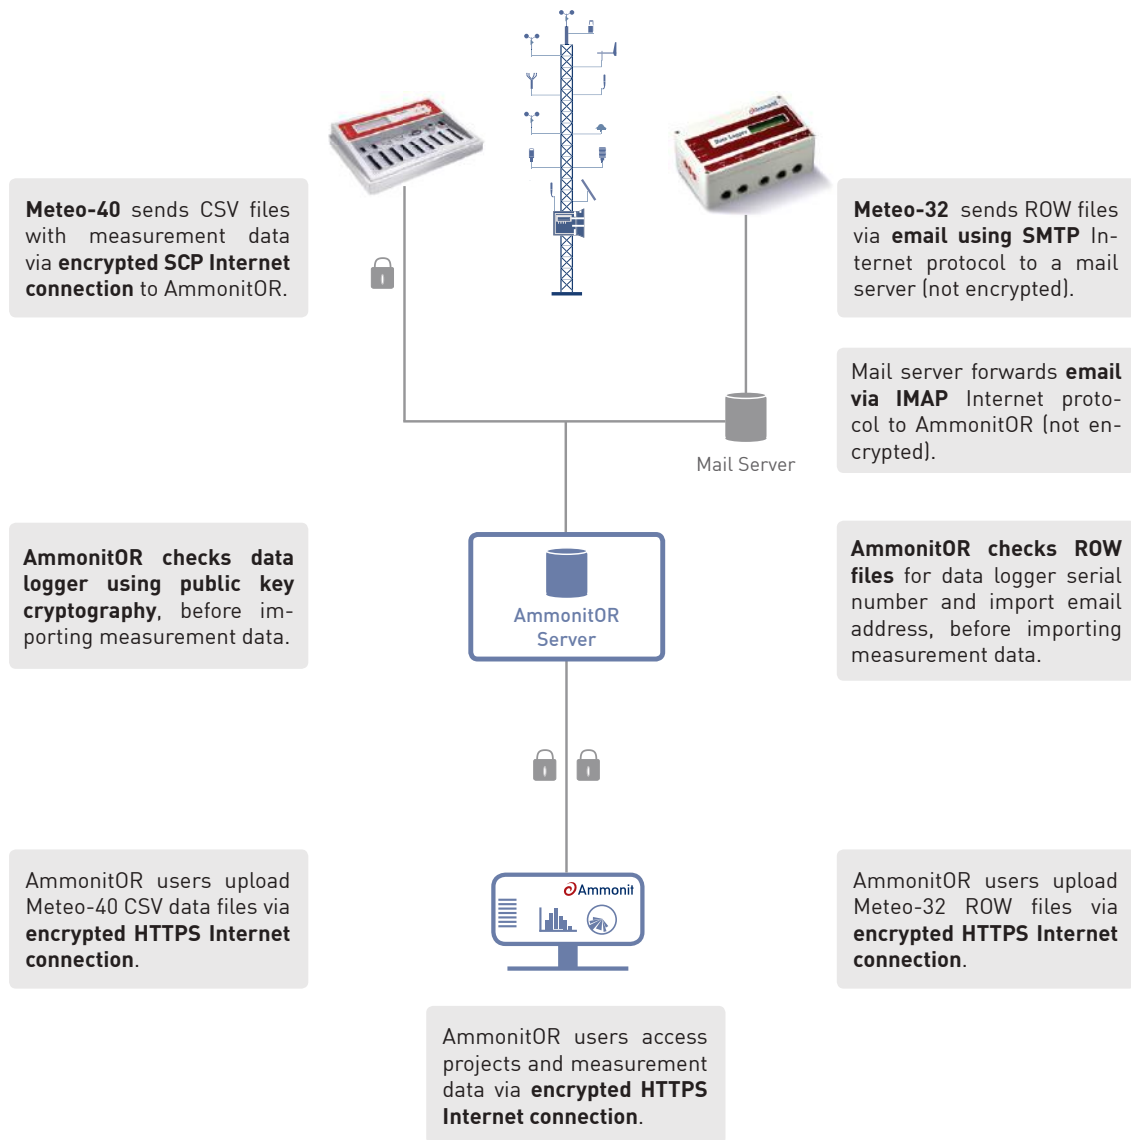 Meteo-40 sends CSV files
with measurement data
via encrypted SCP Internet
connection to AmmonitOR.
Ammonit
Data Logger
Meteo-32 sends ROW files
via email using SMTP In-
ternet protocol to a mail
server (not encrypted).
Mail server forwards email
via IMAP Internet proto-
col to AmmonitOR (not en-
crypted).
Mail Server
AmmonitOR checks data
logger using public key
cryptography, before im-
porting measurement data.
AmmonitOR
Server
AmmonitOR checks ROW
files for data logger serial
number and import email
address, before importing
measurement data.
AmmonitOR users upload
Meteo-40 CSV data files via
encrypted HTTPS Internet
connection.
Ammonit
AmmonitOR users upload
Meteo-32 ROW files via
encrypted HTTPS Internet
connection.
AmmonitOR users access
projects and measurement
data via encrypted HTTPS
Internet connection.